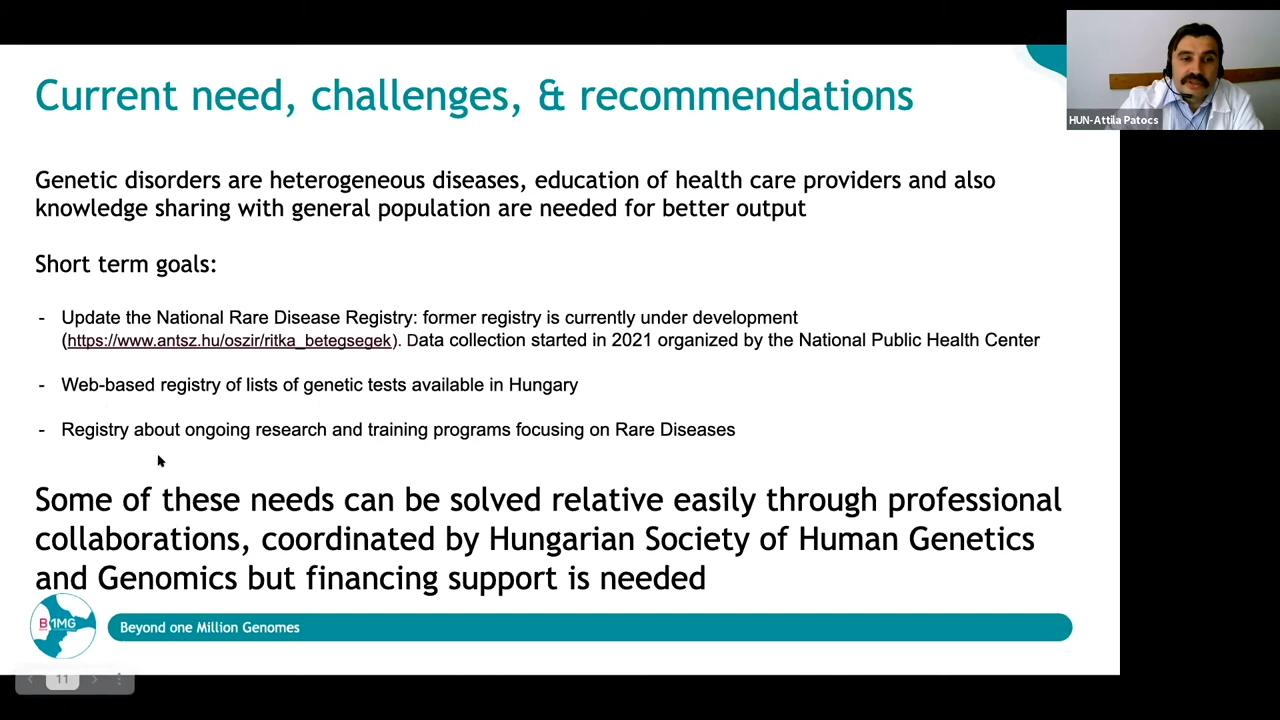 Current need, challenges, & recommendations
HUN-Attila Patocs
Genetic disorders are heterogeneous diseases, education of health care providers and also
knowledge sharing with general population are needed for better output
Short term goals:
- Update the National Rare Disease Registry: former registry is currently under development
(https://www.antsz.hu/oszir/ritka_betegsegek). Data collection started in 2021 organized by the National Public Health Center
- Web-based registry of lists of genetic tests available in Hungary
- Registry about ongoing research and training programs focusing on Rare Diseases
Some of these needs can be solved relative easily through professional
collaborations, coordinated by Hungarian Society of Human Genetics
and Genomics but financing support is needed
B1MG
Beyond one Million Genomes
11